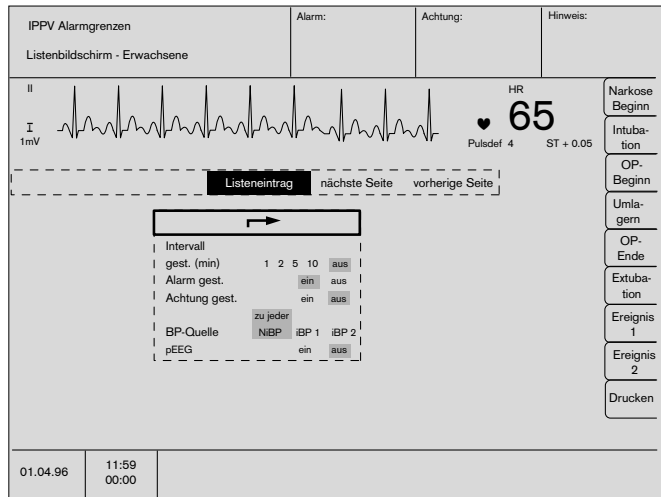 IPPV Alarmgrenzen
Listenbildschirm - Erwachsene
Alarm:
Achtung:
Hinweis:
II
I
1mV
HR
65
Pulsdef 4
ST + 0.05
Listeneintrag nächste Seite vorherige Seite
Intervall
gest. (min) 1 2 5 10 aus
Alarm gest. ein aus
Achtung gest. ein aus
zu jeder
BP-Quelle NiBP iBP 1 iBP 2
pEEG ein aus
Narkose
Beginn
Intuba-
tion
OP-
Beginn
Umla-
gern
OP-
Ende
Extuba-
tion
Ereignis
1
Ereignis
2
Drucken
01.04.96
11:59
00:00